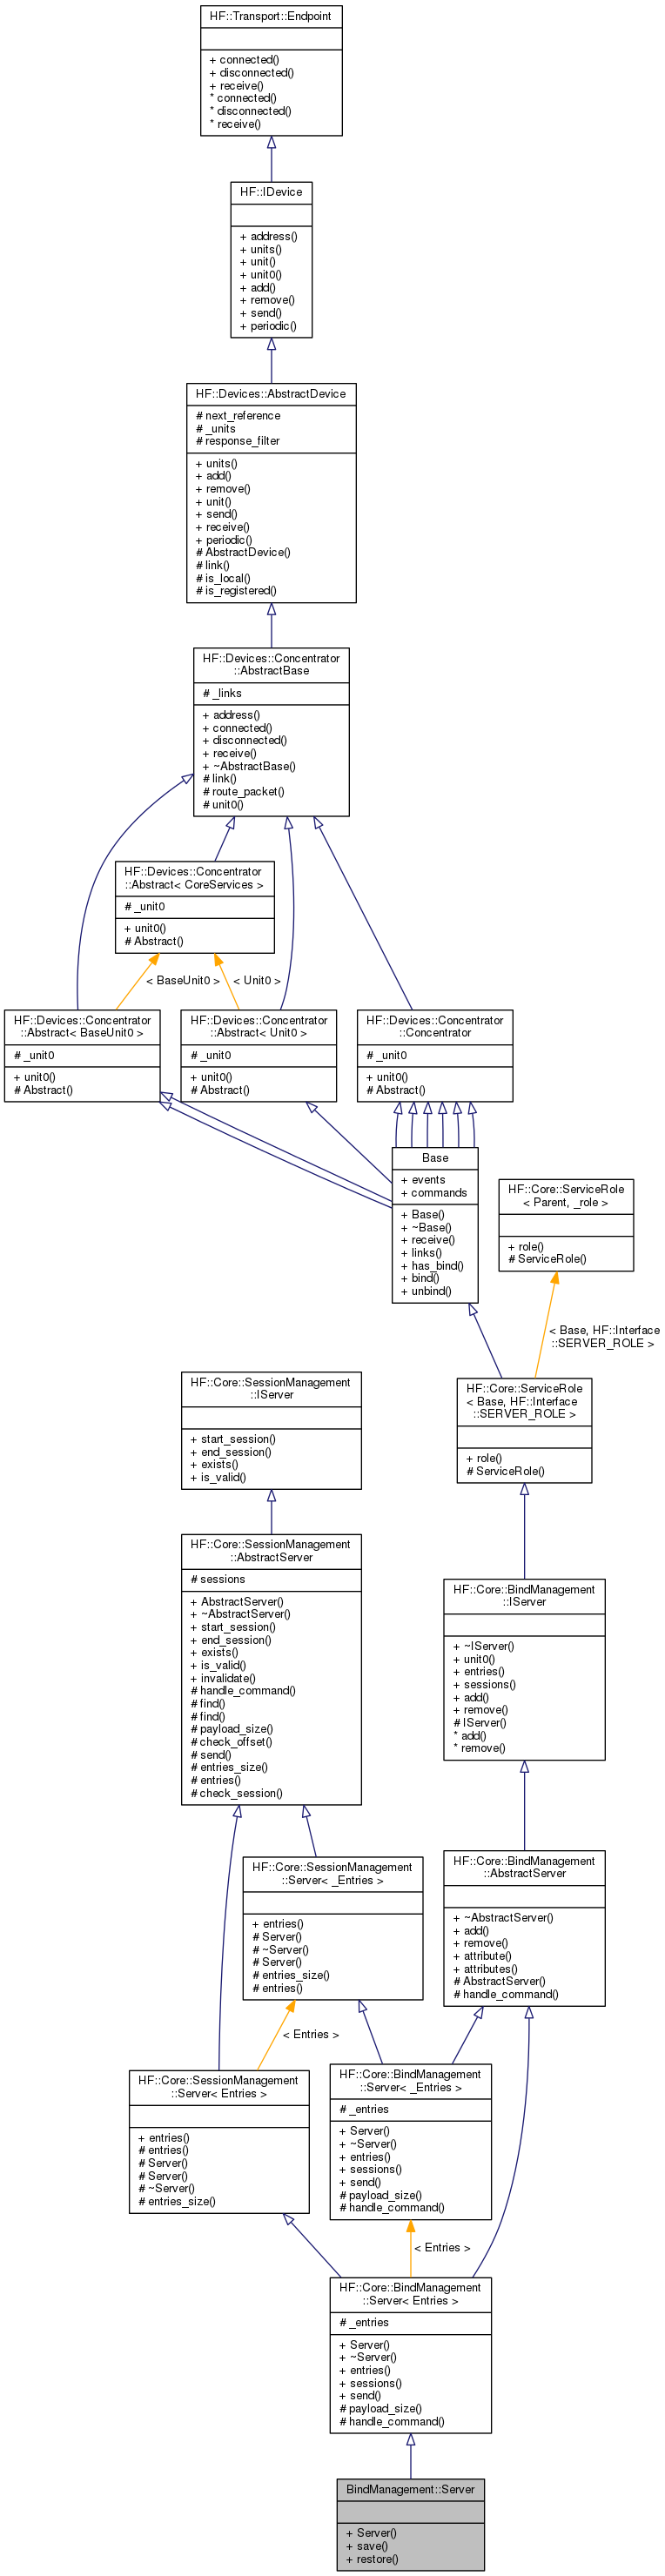 HF::Transport::Endpoint
+ connected()
+ disconnected()
+ receive()
* connected()
* disconnected()
* receive()
HF::IDevice
+ address()
+ units()
+ unit()
+ unit0()
+ add()
+ remove()
+ send()
+ periodic()
HF::Devices::AbstractDevice
# next_reference
# _units
# response_filter
+ units()
+ add()
+ remove()
+ unit()
+ send()
+ receive()
+ periodic()
# AbstractDevice()
# link()
# is_local()
# is_registered()
HF::Devices::Concentrator
::AbstractBase
# _links
+ address()
+ connected()
+ disconnected()
+ receive()
+ ~AbstractBase()
# link()
# route_packet()
# unit0()
HF::Devices::Concentrator
::Abstract< CoreServices >
# _unit0
+ unit0()
# Abstract()
< BaseUnit0 >
< Unit0 >
HF::Devices::Concentrator
::Abstract< BaseUnit0 >
# _unit0
+ unit0()
# Abstract()
HF::Devices::Concentrator
::Abstract< Unit0 >
# _unit0
+ unit0()
# Abstract()
HF::Devices::Concentrator
::Concentrator
# _unit0
+ unit0()
# Abstract()
Base
+ events
+ commands
+ Base()
+ ~Base()
+ receive()
+ links()
+ has_bind()
+ bind()
+ unbind()
HF::Core::ServiceRole
< Parent, _role >
+ role()
# ServiceRole()
< Base, HF::Interface
::SERVER_ROLE >
HF::Core::ServiceRole
< Base, HF::Interface
::SERVER_ROLE >
+ role()
# ServiceRole()
HF::Core::SessionManagement
::IServer
+ start_session()
+ end_session()
+ exists()
+ is_valid()
HF::Core::SessionManagement
::AbstractServer
# sessions
+ AbstractServer()
+ ~AbstractServer()
+ start_session()
+ end_session()
+ exists()
+ is_valid()
+ invalidate()
# handle_command()
# find()
# find()
# payload_size()
# check_offset()
# send()
# entries_size()
# entries()
# check_session()
HF::Core::BindManagement
::IServer
+ ~IServer()
+ unit0()
+ entries()
+ sessions()
+ add()
+ remove()
# IServer()
* add()
* remove()
HF::Core::SessionManagement
::Server< _Entries >
+ entries()
# Server()
# ~Server()
# Server()
# entries_size()
# entries()
HF::Core::BindManagement
::AbstractServer
+ ~AbstractServer()
+ add()
+ remove()
+ attribute()
+ attributes()
# AbstractServer()
# handle_command()
< Entries >
HF::Core::SessionManagement
::Server< Entries >
+ entries()
# entries()
# Server()
# Server()
# ~Server()
# entries_size()
HF::Core::BindManagement
::Server< _Entries >
# _entries
+ Server()
+ ~Server()
+ entries()
+ sessions()
+ send()
# payload_size()
# handle_command()
< Entries >
HF::Core::BindManagement
::Server< Entries >
# _entries
+ Server()
+ ~Server()
+ entries()
+ sessions()
+ send()
# payload_size()
# handle_command()
BindManagement::Server
+ Server()
+ save()
+ restore()